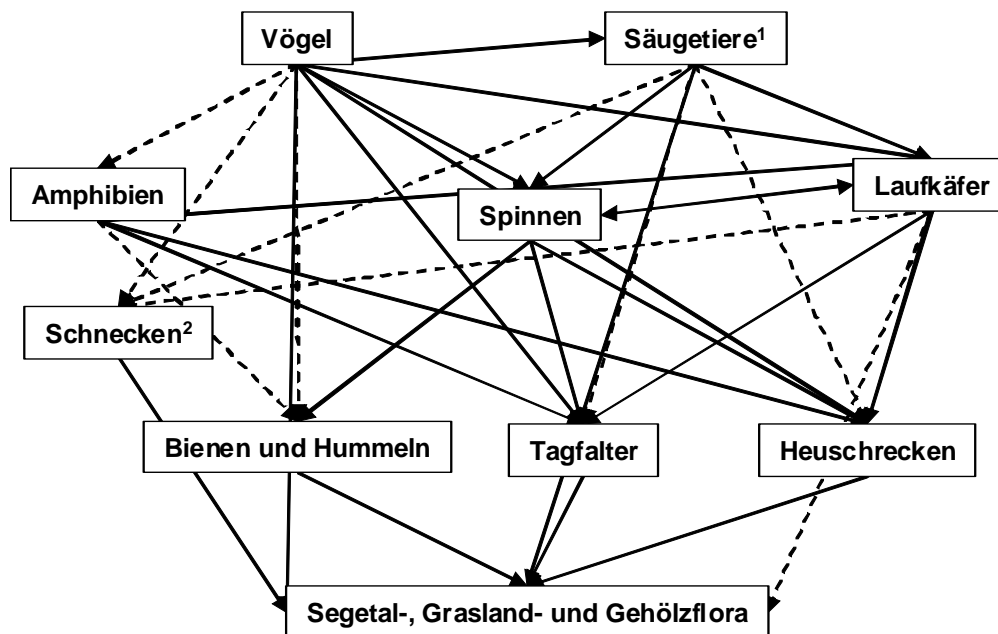 Vögel
Säugetiere¹
Amphibien
Spinnen
Laufkäfer
Schnecken²
Bienen und Hummeln
Tagfalter
Heuschrecken
Segetal-, Grasland- und Gehölzflora